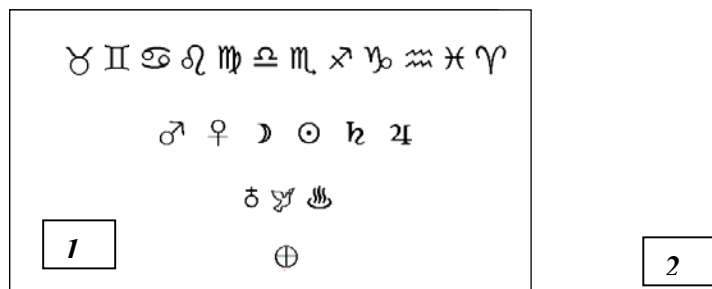 ♉ ♊ ♋ ♌ ♍ ♎ ♏ ♐ ♑ ♒ ♓ ♈
♂ ♀ ☽ ☉ ♄ ♃
♁ 🕊 ♨
⊕
1
2